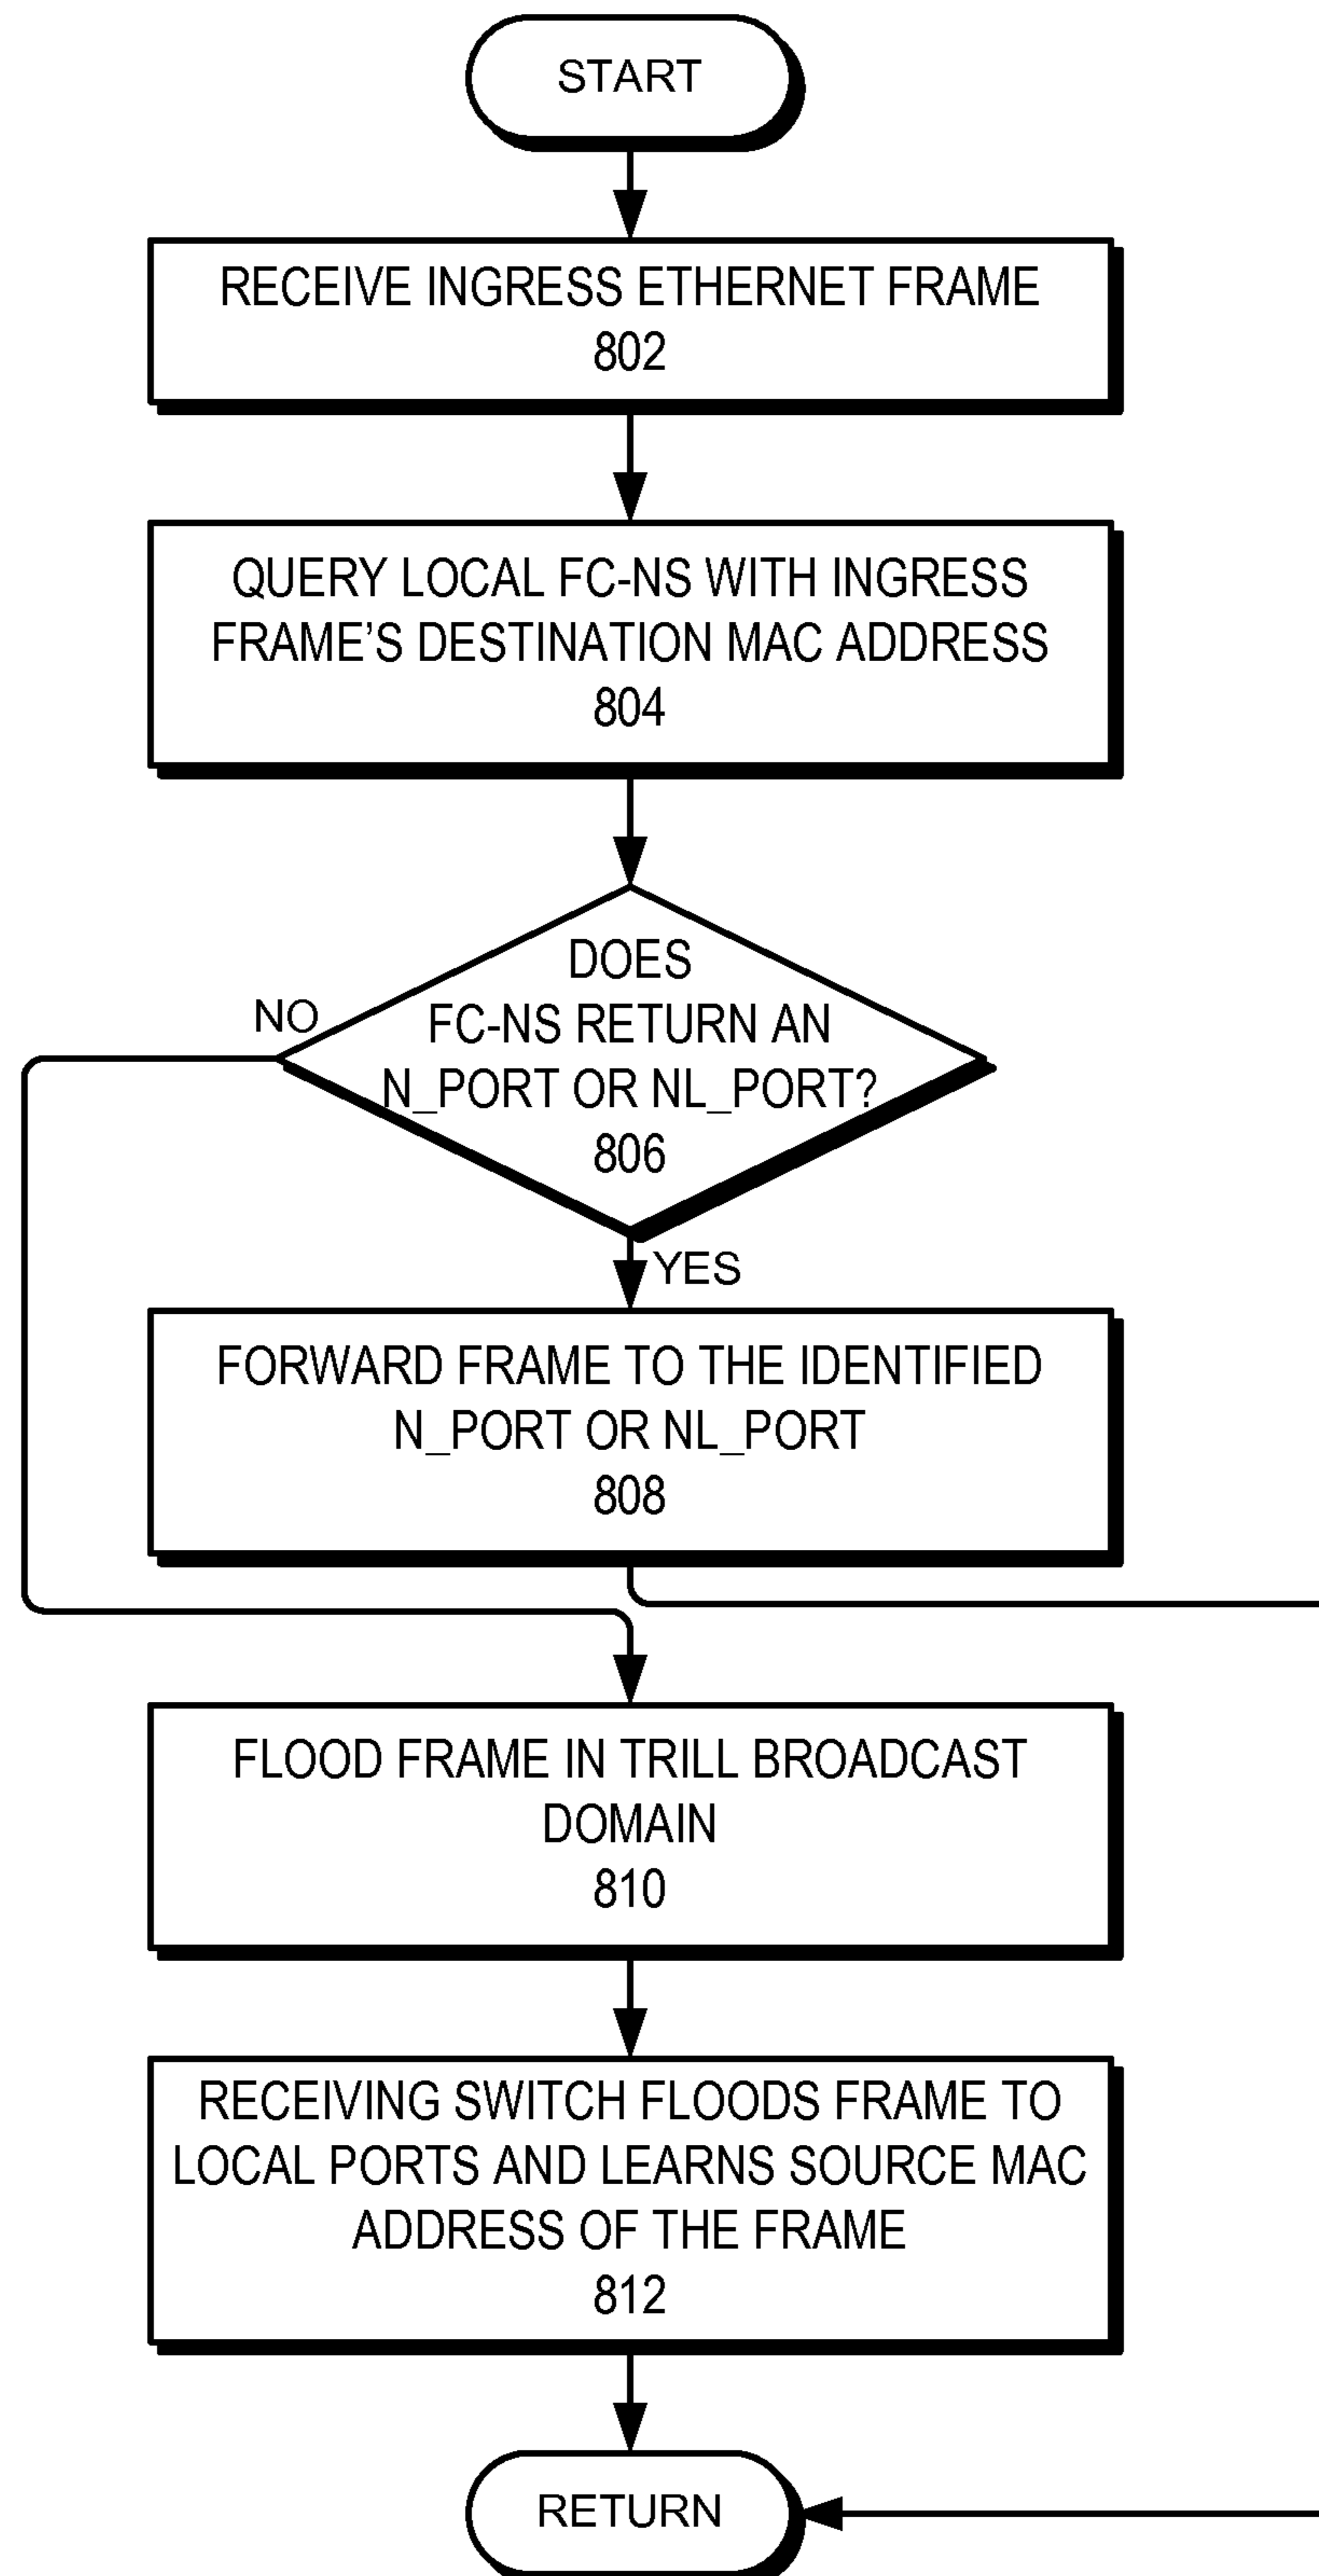 START
RECEIVE INGRESS ETHERNET FRAME
802
QUERY LOCAL FC-NS WITH INGRESS
FRAME'S DESTINATION MAC ADDRESS
804
DOES
FC-NS RETURN AN
N_PORT OR NL_PORT?
806
NO
YES
FORWARD FRAME TO THE IDENTIFIED
N_PORT OR NL_PORT
808
FLOOD FRAME IN TRILL BROADCAST
DOMAIN
810
RECEIVING SWITCH FLOODS FRAME TO
LOCAL PORTS AND LEARNS SOURCE MAC
ADDRESS OF THE FRAME
812
RETURN